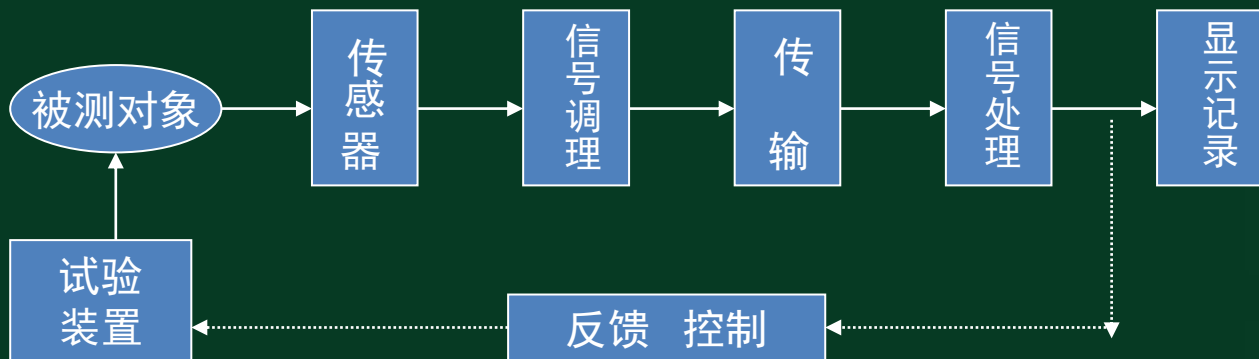 被测对象
传感器
信号调理
传输
信号处理
显示记录
试验
装置
反馈 控制